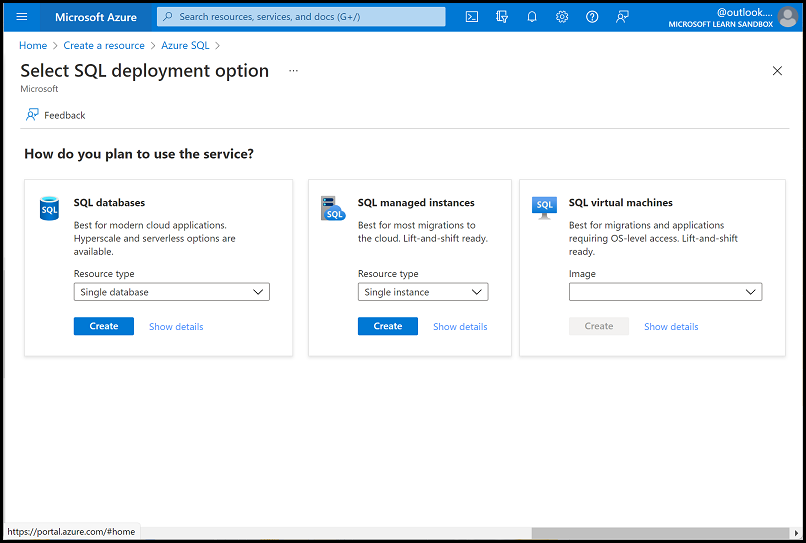 Microsoft Azure
Search resources, services, and docs (G+/)
@outlook....
MICROSOFT LEARN SANDBOX
Home > Create a resource > Azure SQL >
Select SQL deployment option ...
Microsoft
Feedback
How do you plan to use the service?
SQL
SQL databases
Best for modern cloud applications.
Hyperscale and serverless options are
available.
Resource type
Single database
Create
Show details
SQL
SQL managed instances
Best for most migrations to
the cloud. Lift-and-shift ready.
Resource type
Single instance
Create
Show details
SQL
SQL virtual machines
Best for migrations and applications
requiring OS-level access. Lift-and-shift
ready.
Image
Create
Show details
https://portal.azure.com/#home